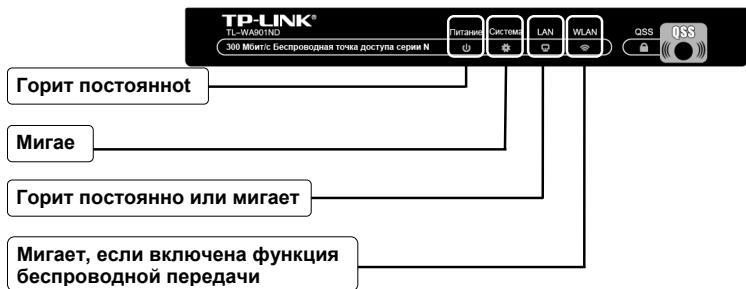 TP-LINK®
TL-WA901ND
300 Мбит/с Беспроводная точка доступа серии N
Питание Система LAN WLAN QSS QSS
Горит постоянноt
Мигае
Горит постоянно или мигает
Мигает, если включена функция
беспроводной передачи